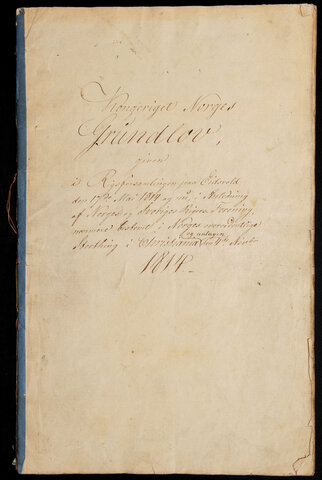 Kongeriget Norges
Grundlov,
given
i Rigsforsamlingen paa Eidsvold
den 17de Mai 1814 og nu, i Anledning
af Norges og Sveriges Rigers Forening,
nærmere bestemt i Norges overordentlige
og antagen
Storthing i Christiania den 4de Novbr
1814.